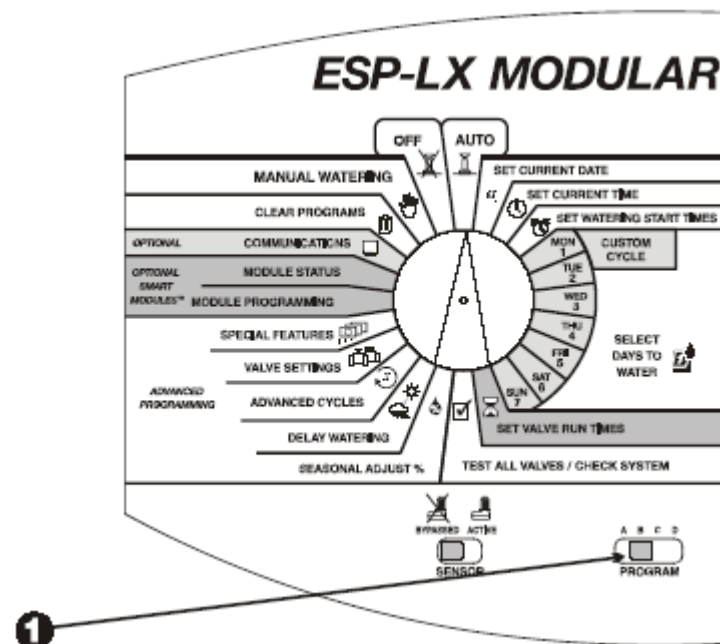 ESP-LX MODULAR
OFF
AUTO
MANUAL WATERING
CLEAR PROGRAMS
OPTIONAL
COMMUNICATIONS
OPTIONAL
SMART
MODULES™
MODULE STATUS
MODULE PROGRAMMING
SPECIAL FEATURES
VALVE SETTINGS
ADVANCED
PROGRAMMING
ADVANCED CYCLES
DELAY WATERING
SEASONAL ADJUST %
SET CURRENT DATE
SET CURRENT TIME
SET WATERING START TIMES
MON
1
TUE
2
WED
3
THU
4
FRI
5
SAT
6
SUN
7
CUSTOM
CYCLE
SELECT
DAYS TO
WATER
SET VALVE RUN TIMES
TEST ALL VALVES / CHECK SYSTEM
BYPASSED ACTIVE
SENSOR
A B C D
PROGRAM
1